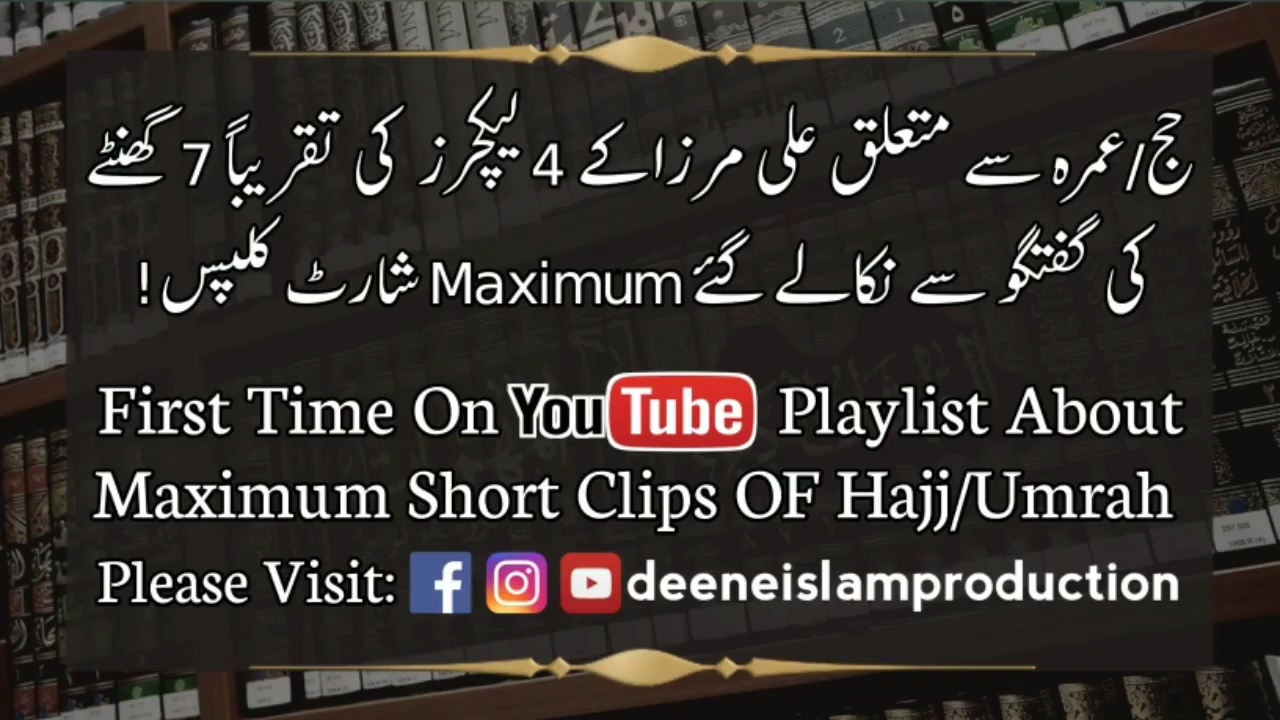 حج/عمرہ سے متعلق علی مرزا کے 4 لیکچرز کی تقریباً 7 گھنٹے
کی گفتگو سے نکالے گئے Maximum شارٹ کلپس !
First Time On YouTube Playlist About
Maximum Short Clips OF Hajj/Umrah
Please Visit: deeneislamproduction